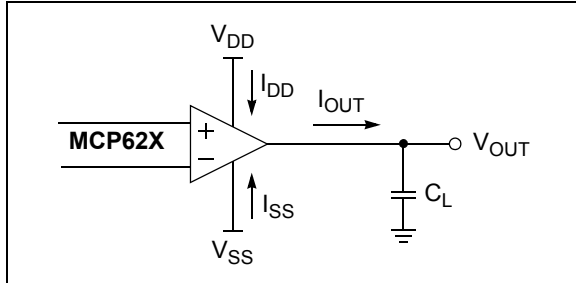 V_DD
I_DD
I_OUT
+
MCP62X
−
V_OUT
C_L
I_SS
V_SS